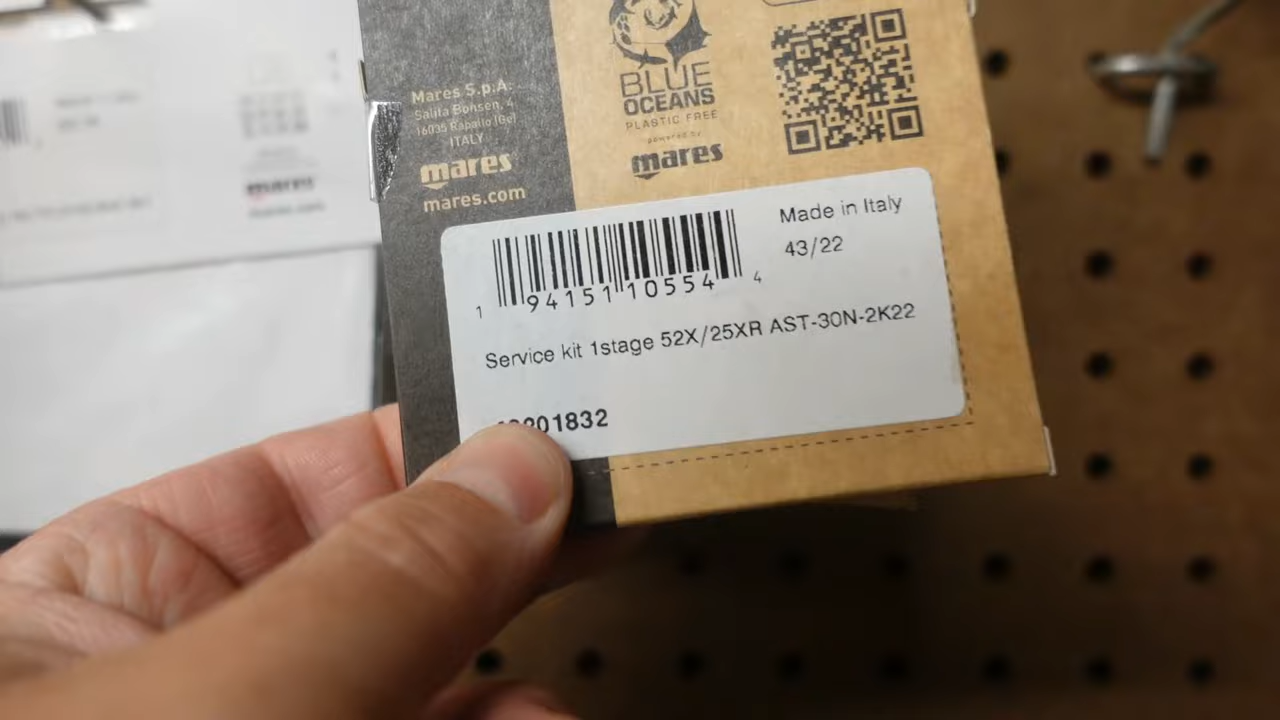 Mares S.p.A.
Salita Bonsen, 4
16035 Rapallo (Ge)
ITALY
mares
mares.com
BLUE
OCEANS
PLASTIC FREE
powered by
mares
Made in Italy
43/22
1 94151 10554 4
Service kit 1stage 52X/25XR AST-30N-2K22
201832
mares